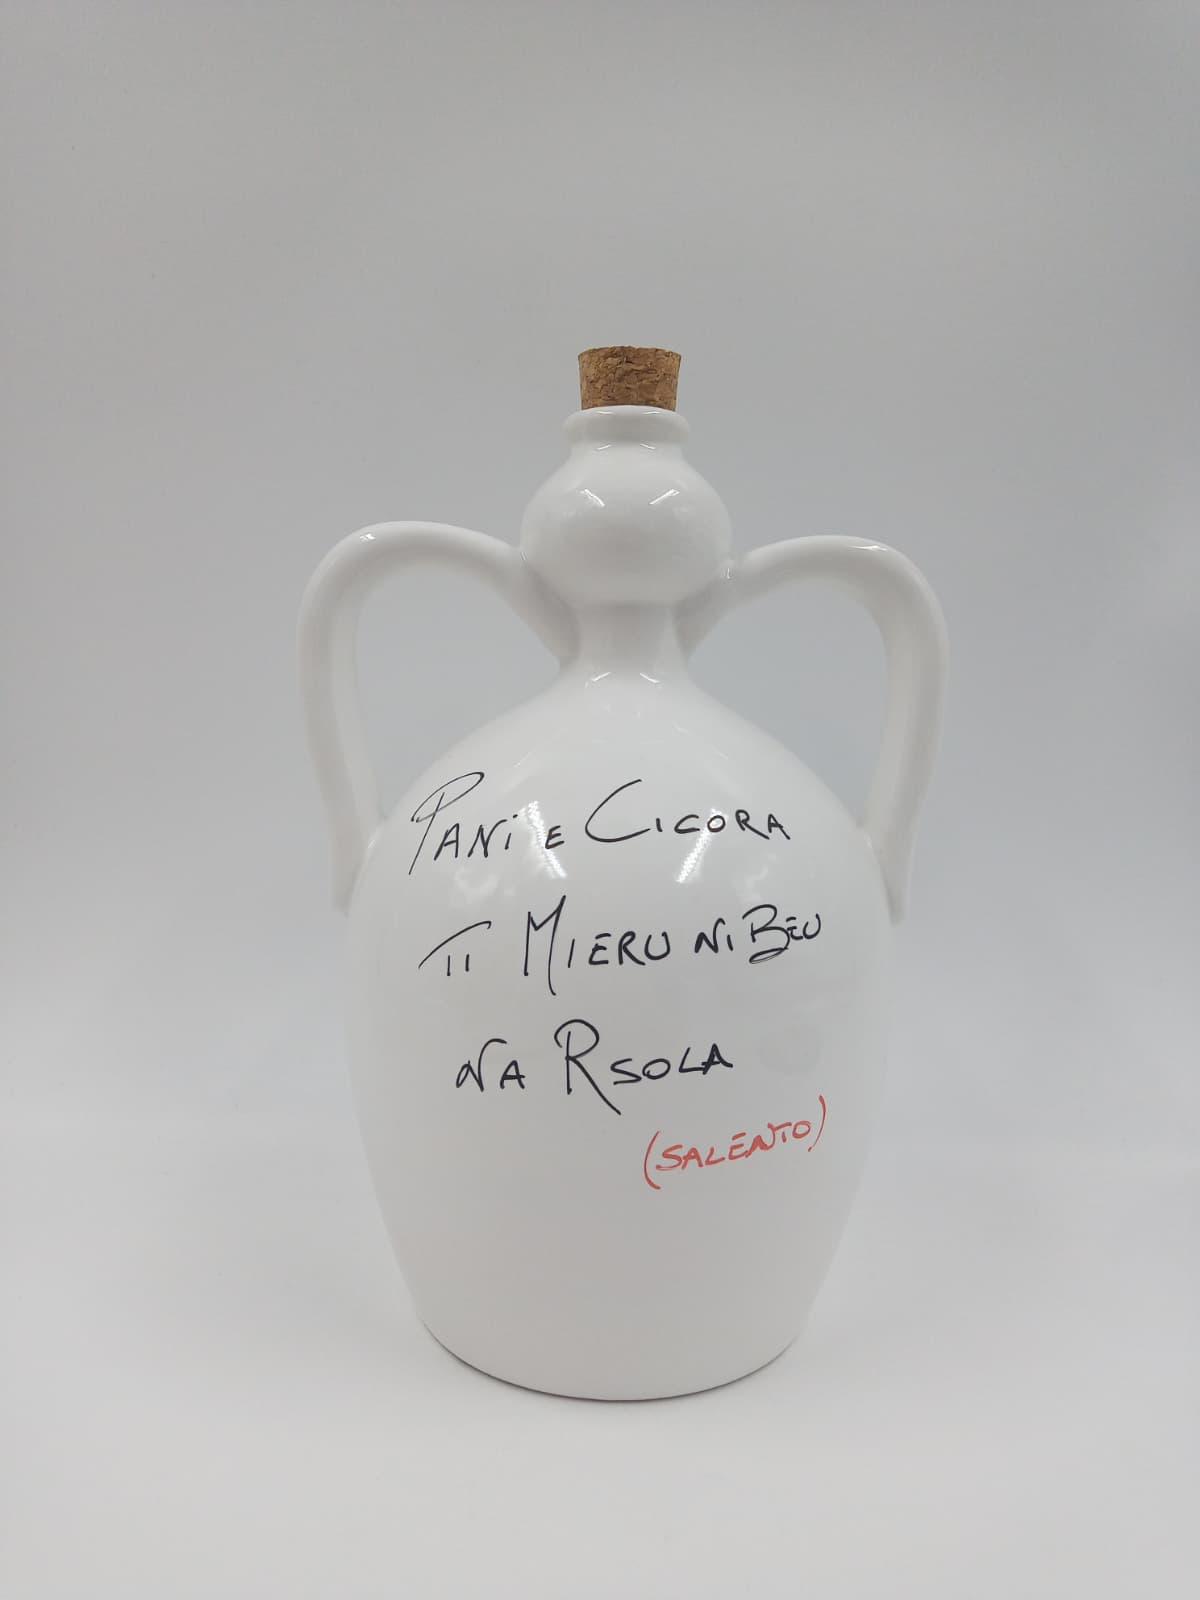 Pani e Cicora
Ti Mieru ni Beu
na Rsola
(SALENTO)